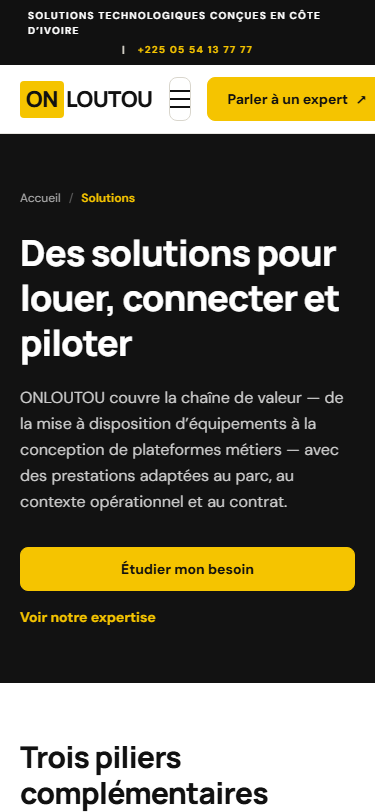 SOLUTIONS TECHNOLOGIQUES CONÇUES EN CÔTE
D’IVOIRE
| +225 05 54 13 77 77
ON LOUTOU
Parler à un expert ↗
Accueil / Solutions
Des solutions pour
louer, connecter et
piloter
ONLOUTOU couvre la chaîne de valeur — de
la mise à disposition d’équipements à la
conception de plateformes métiers — avec
des prestations adaptées au parc, au
contexte opérationnel et au contrat.
Étudier mon besoin
Voir notre expertise
Trois piliers
complémentaires